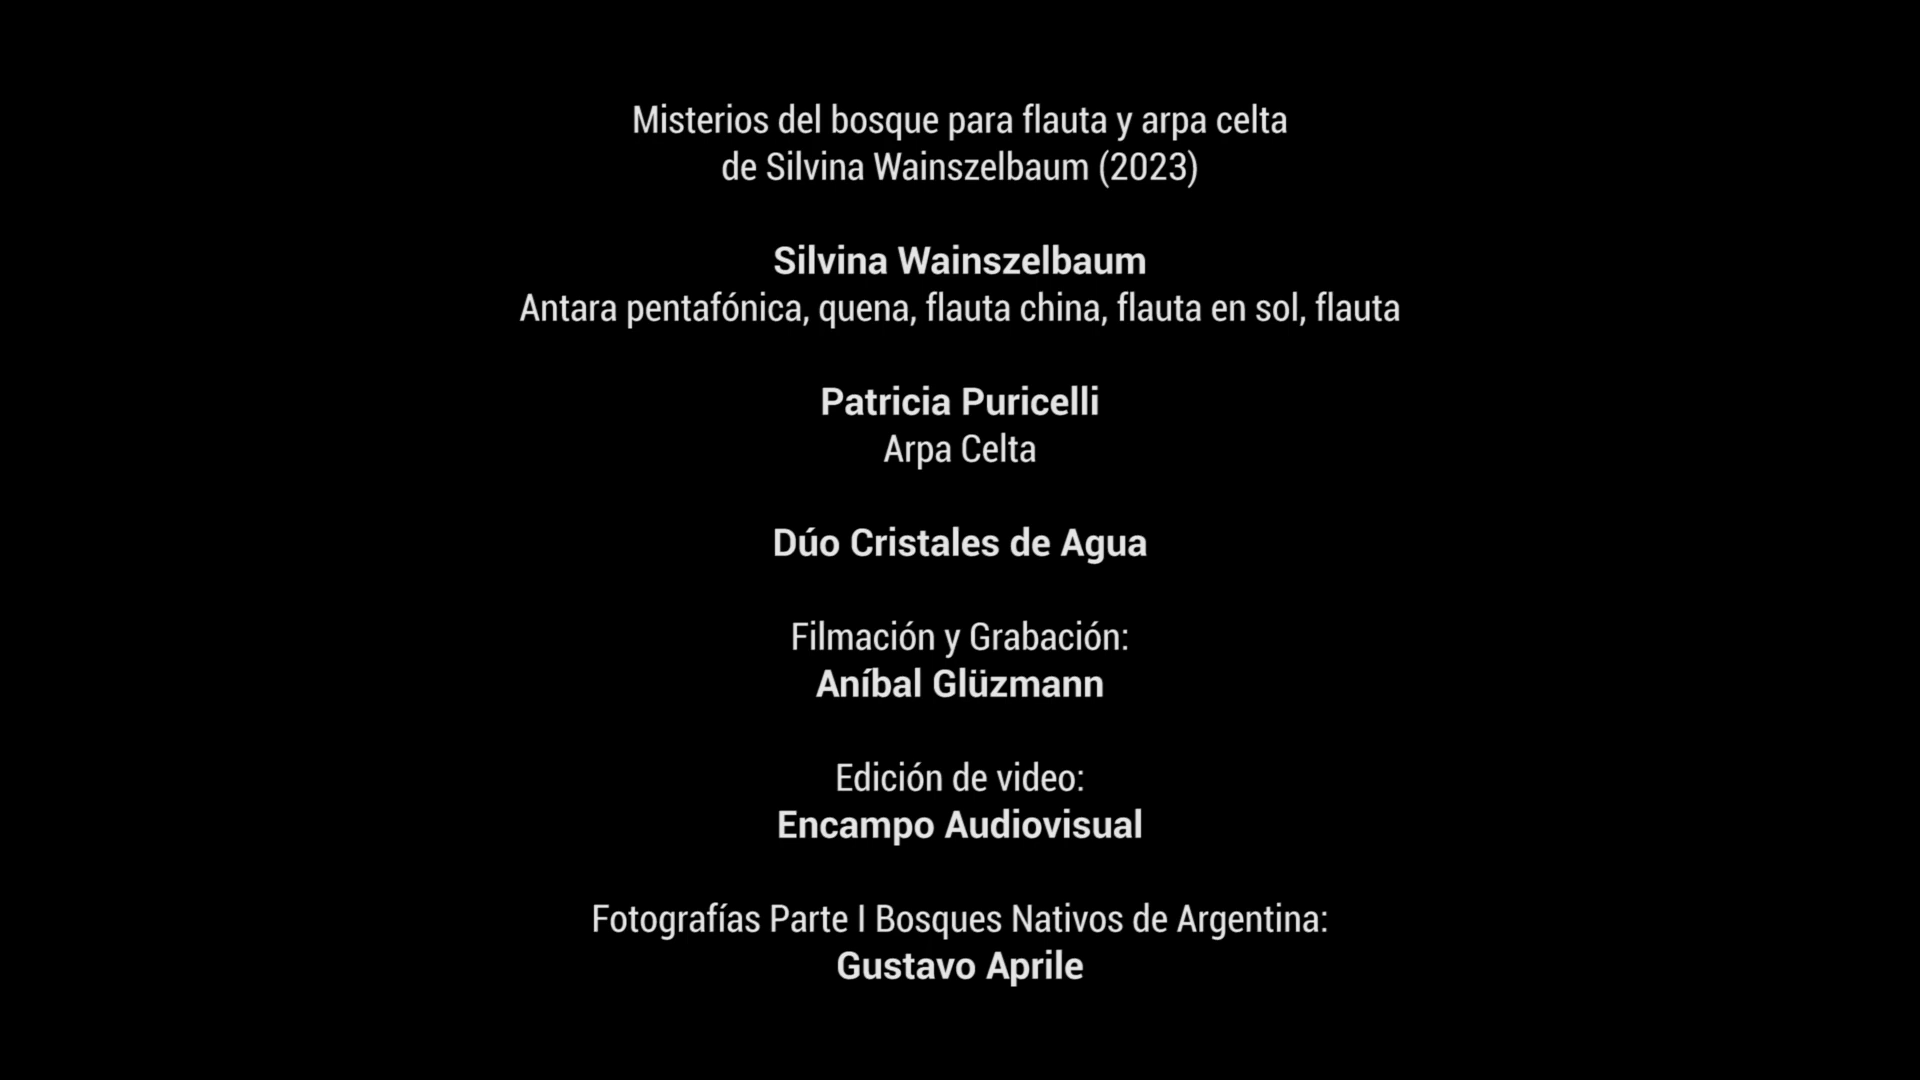 Misterios del bosque para flauta y arpa celta
de Silvina Wainszelbaum (2023)
Silvina Wainszelbaum
Antara pentafónica, quena, flauta china, flauta en sol, flauta
Patricia Puricelli
Arpa Celta
Dúo Cristales de Agua
Filmación y Grabación:
Aníbal Glüzmann
Edición de video:
Encampo Audiovisual
Fotografías Parte I Bosques Nativos de Argentina:
Gustavo Aprile